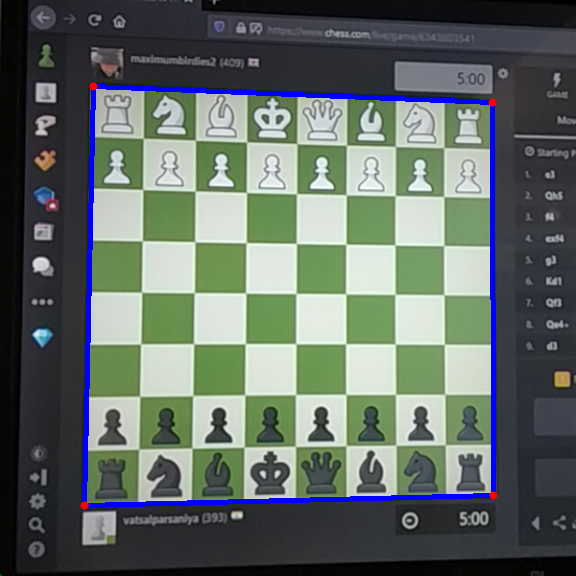 https://www.chess.com/live/game/6343803541
maximumbirdies2 (409)
5:00
GAME
Mov
Starting P
1. e3
2. Qh5
3. f4
4. exf4
5. g3
6. Kd1
7. Qf3
8. Qe4+
9. d3
vatsalparsaniya (393)
5:00